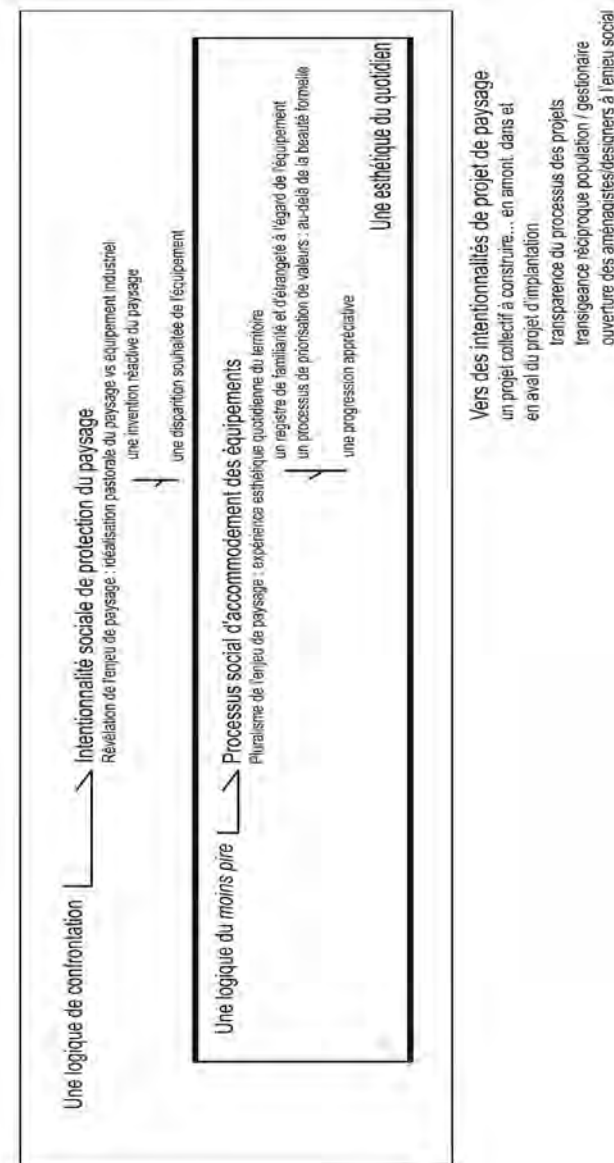 Une logique de confrontation
Intentionnalité sociale de protection du paysage
Révélation de l'enjeu de paysage : idéalisation pastorale du paysage vs équipement industriel
une invention réactive du paysage
une disparition souhaitée de l'équipement
Une logique du moins pire
Processus social d'accommodement des équipements
Pluralisme de l'enjeu de paysage : expérience esthétique quotidienne du territoire
un registre de familiarité et d'étrangeté à l'égard de l'équipement
un processus de priorisation de valeurs : au-delà de la beauté formelle
une progression appréciative
Une esthétique du quotidien
Vers des intentionnalités de projet de paysage
un projet collectif à construire... en amont, dans et
en aval du projet d'implantation
transparence du processus des projets
transigeance réciproque population / gestionaire
ouverture des aménagistes/designers à l'enjeu social